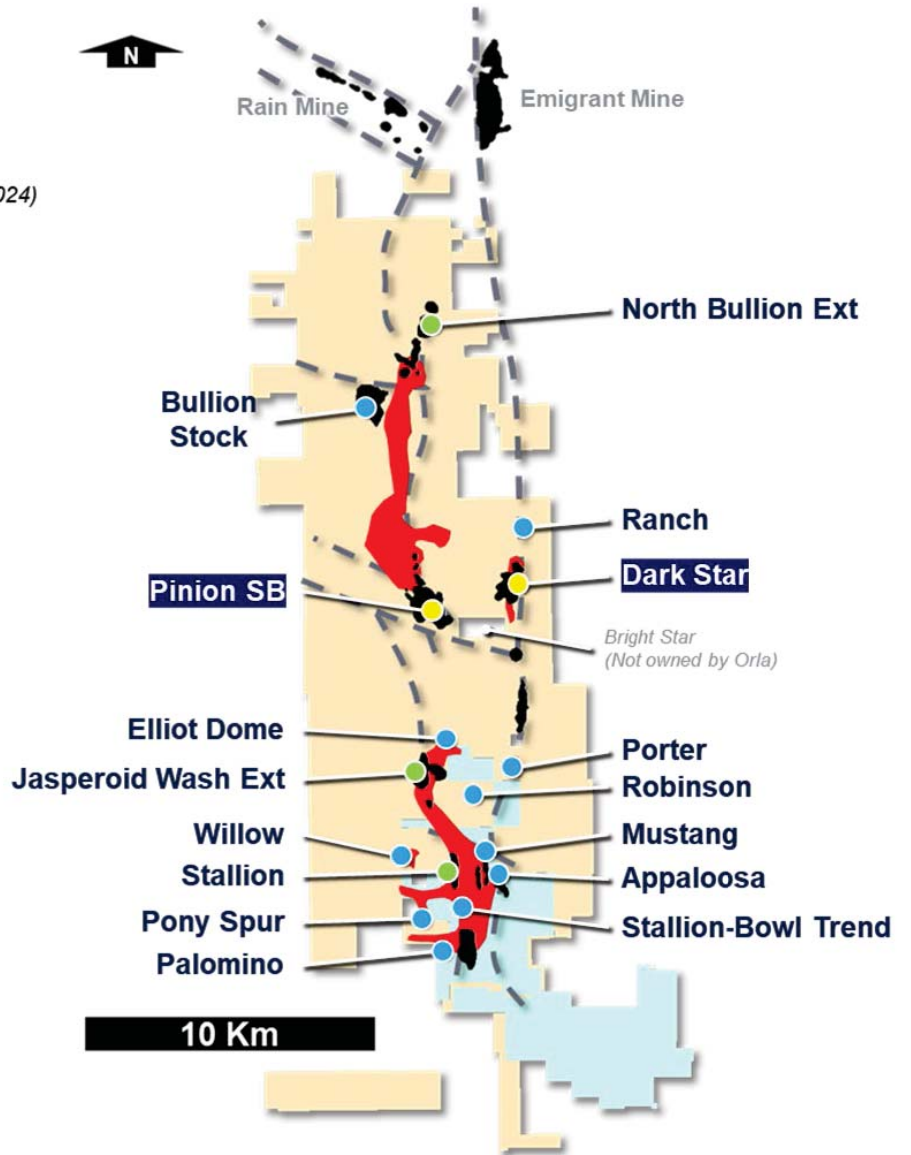 N
Rain Mine
Emigrant Mine
024)
North Bullion Ext
Bullion
Stock
Ranch
Pinion SB
Dark Star
Bright Star
(Not owned by Orla)
Elliot Dome
Porter
Jasperoid Wash Ext
Robinson
Willow
Mustang
Stallion
Appaloosa
Pony Spur
Stallion-Bowl Trend
Palomino
10 Km